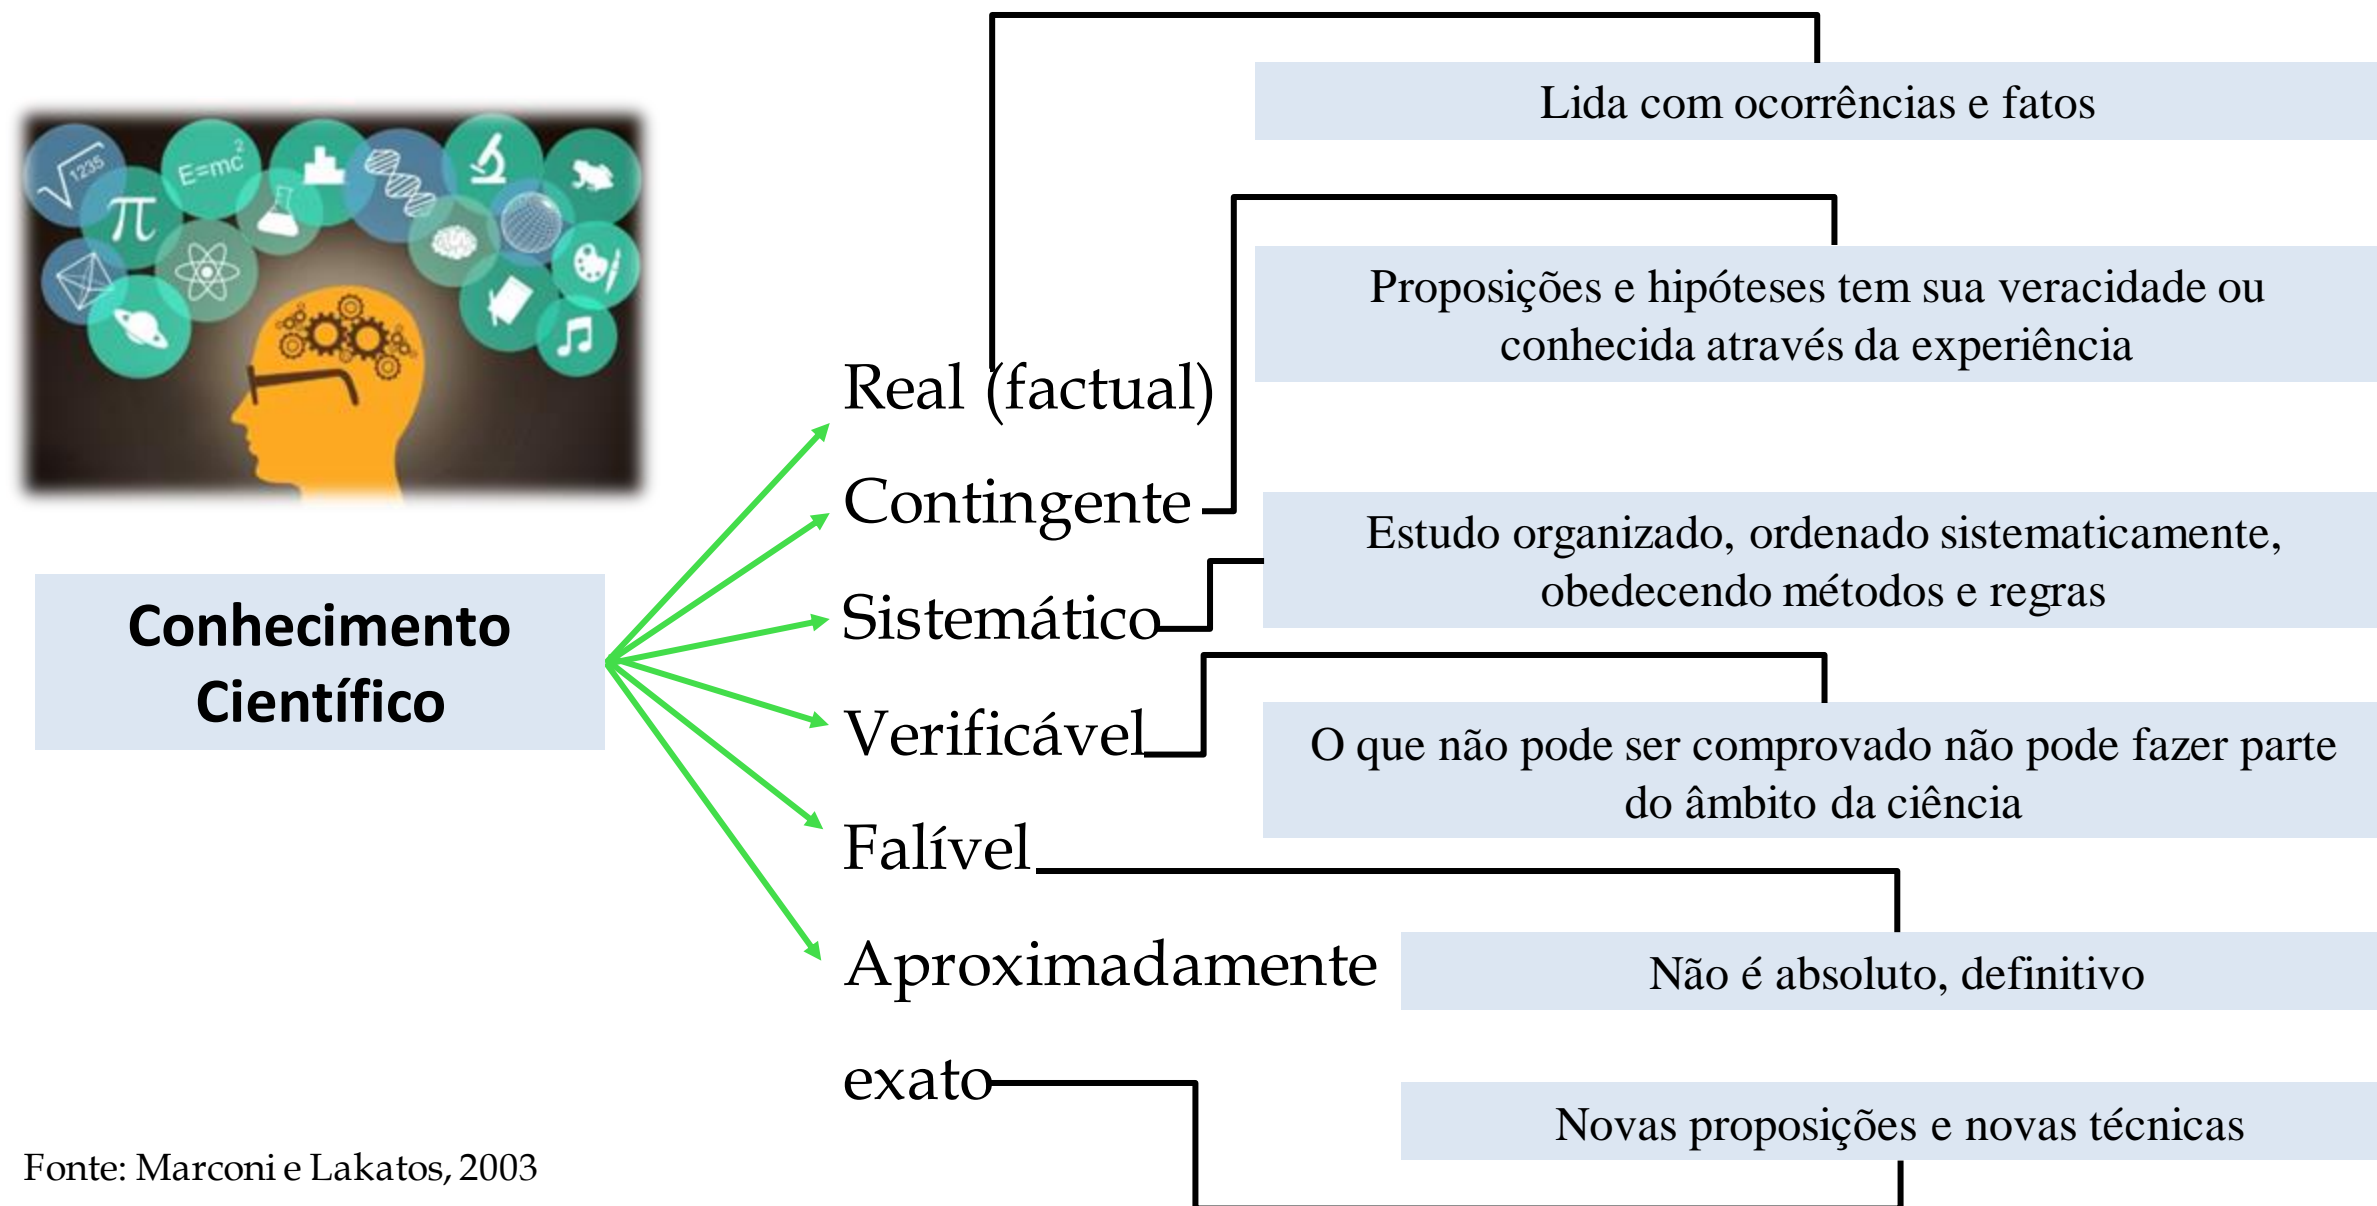 Lida com ocorrências e fatos
√1235
E=mc²
π
Proposições e hipóteses tem sua veracidade ou
conhecida através da experiência
Real (factual)
Contingente
Estudo organizado, ordenado sistematicamente,
obedecendo métodos e regras
Sistemático
Conhecimento
Científico
Verificável
O que não pode ser comprovado não pode fazer parte
do âmbito da ciência
Falível
Aproximadamente
exato
Não é absoluto, definitivo
Novas proposições e novas técnicas
Fonte: Marconi e Lakatos, 2003